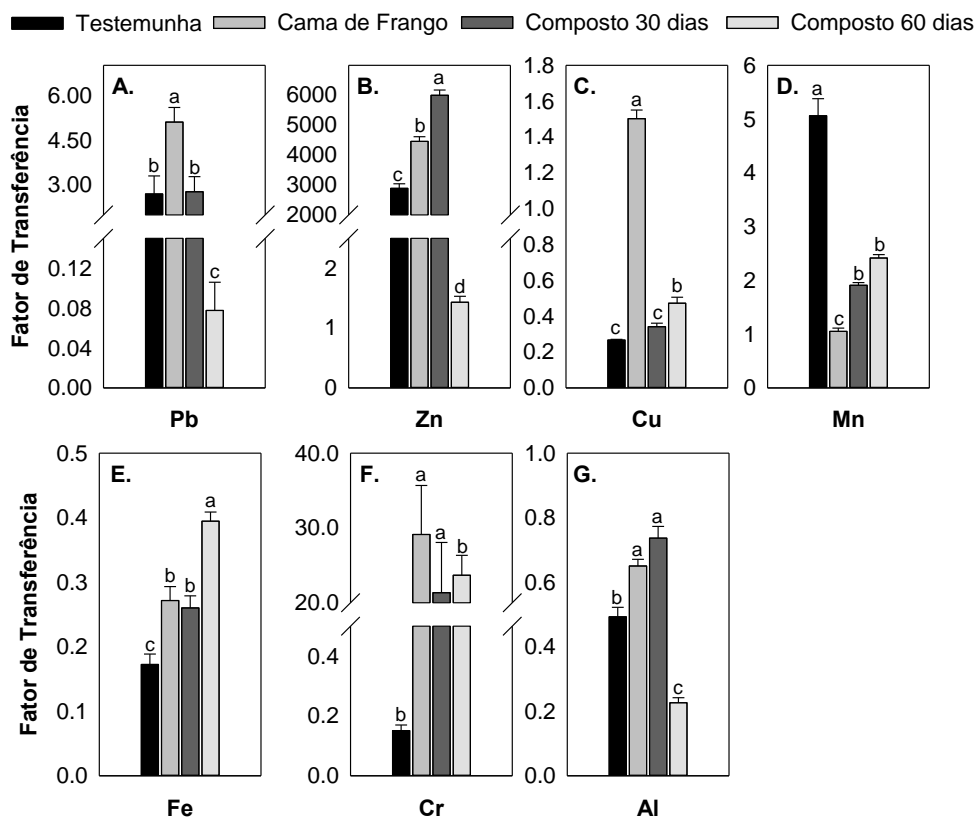 Testemunha Cama de Frango Composto 30 dias Composto 60 dias
Fator de Transferência
A.
6.00
4.50
3.00
0.12
0.08
0.04
0.00
b
a
b
c
Pb
B.
6000
5000
4000
3000
2000
2
1
0
c
b
a
d
Zn
C.
1.8
1.6
1.4
1.2
1.0
0.8
0.6
0.4
0.2
0.0
c
a
c
b
Cu
D.
6
5
4
3
2
1
0
a
c
b
b
Mn
Fator de Transferência
E.
0.5
0.4
0.3
0.2
0.1
0.0
c
b
b
a
Fe
F.
40.0
30.0
20.0
0.4
0.2
0.0
b
a
a
b
Cr
G.
1.0
0.8
0.6
0.4
0.2
0.0
b
a
a
c
Al